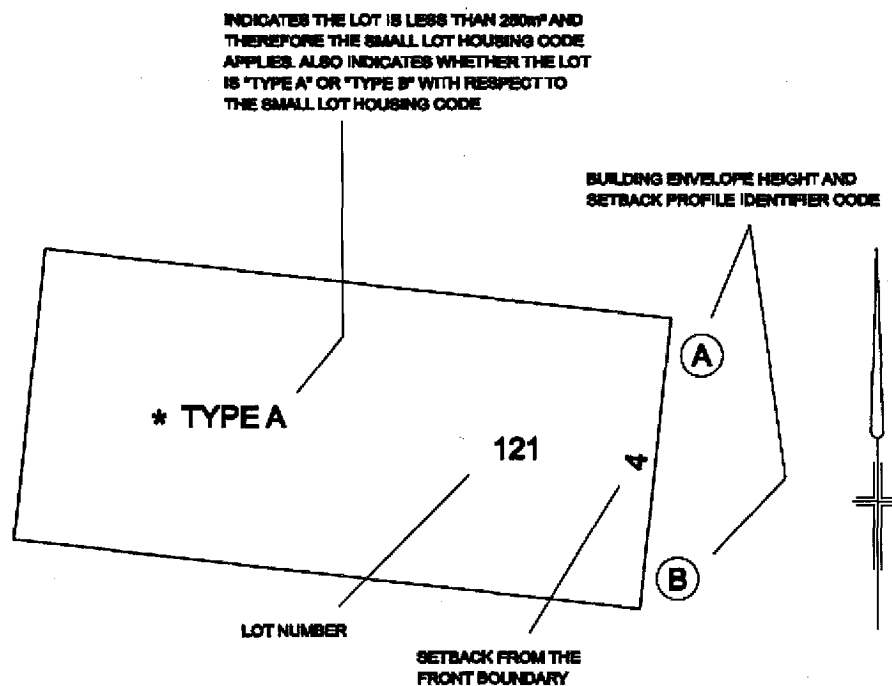 INDICATES THE LOT IS LESS THAN 250m² AND
THEREFORE THE SMALL LOT HOUSING CODE
APPLIES. ALSO INDICATES WHETHER THE LOT
IS "TYPE A" OR "TYPE B" WITH RESPECT TO
THE SMALL LOT HOUSING CODE
BUILDING ENVELOPE HEIGHT AND
SETBACK PROFILE IDENTIFIER CODE
A
* TYPE A
121
4
B
LOT NUMBER
SETBACK FROM THE
FRONT BOUNDARY